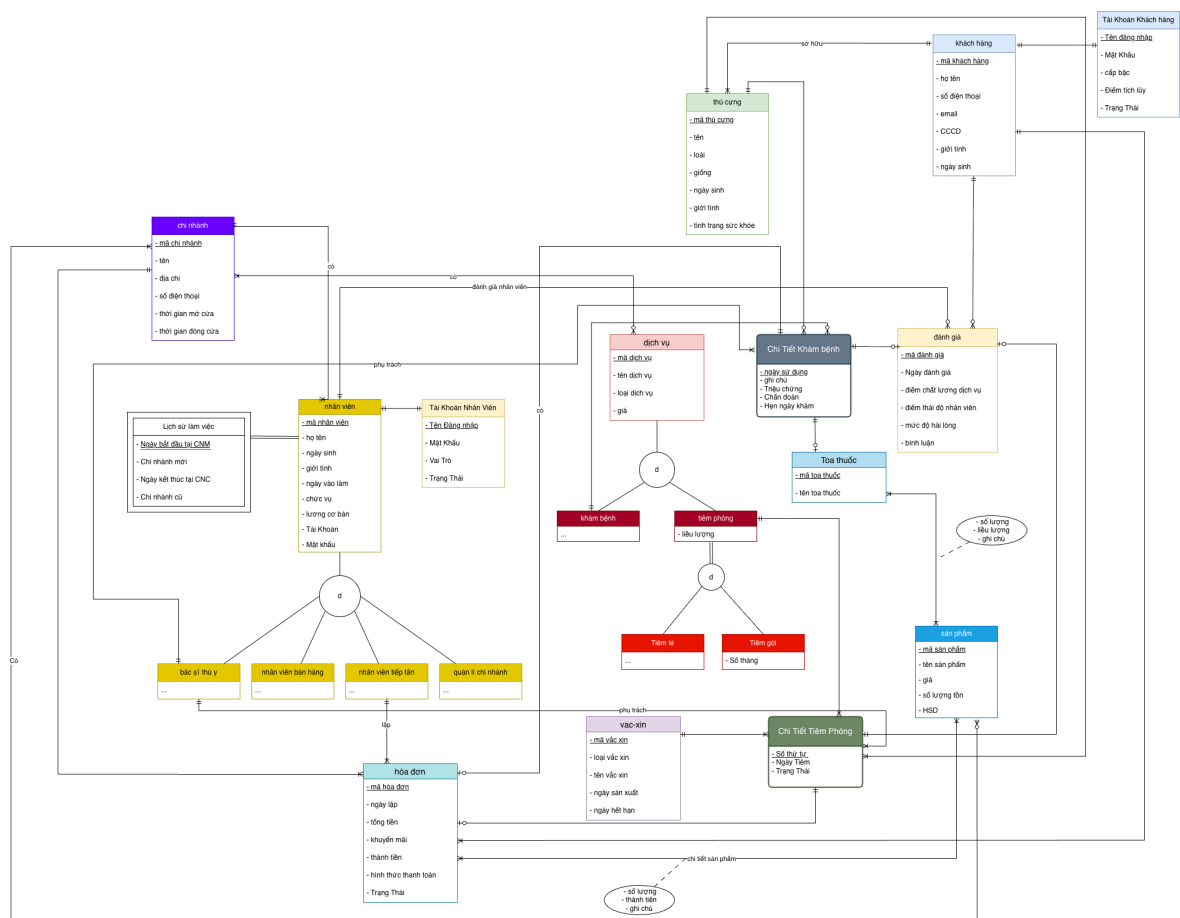 Tài Khoản Khách hàng
- Tên đăng nhập
- Mật Khẩu
- cấp bậc
- Điểm tích lũy
- Trạng Thái
khách hàng
- mã khách hàng
- họ tên
- số điện thoại
- email
- CCCD
- giới tính
- ngày sinh
sở hữu
thú cưng
- mã thú cưng
- tên
- loài
- giống
- ngày sinh
- giới tính
- tình trạng sức khỏe
chi nhánh
- mã chi nhánh
- tên
- địa chỉ
- số điện thoại
- thời gian mở cửa
- thời gian đóng cửa
có
có
đánh giá nhân viên
dịch vụ
- mã dịch vụ
- tên dịch vụ
- loại dịch vụ
- giá
Chi Tiết Khám bệnh
- ngày sử dụng
- ghi chú
- Triệu chứng
- Chẩn đoán
- Hẹn ngày khám
đánh giá
- mã đánh giá
- Ngày đánh giá
- điểm chất lượng dịch vụ
- điểm thái độ nhân viên
- mức độ hài lòng
- bình luận
phụ trách
có
nhân viên
- mã nhân viên
- họ tên
- ngày sinh
- giới tính
- ngày vào làm
- chức vụ
- lương cơ bản
- Tài Khoản
- Mật khẩu
Tài Khoản Nhân Viên
- Tên Đăng nhập
- Mật Khẩu
- Vai Trò
- Trạng Thái
Lịch sử làm việc
- Ngày bắt đầu tại CNM
- Chi nhánh mới
- Ngày kết thúc tại CNC
- Chi nhánh cũ
Toa thuốc
- mã toa thuốc
- tên toa thuốc
d
khám bệnh
...
tiêm phòng
- liều lượng
- số lượng
- liều lượng
- ghi chú
d
d
Tiêm lẻ
...
Tiêm gói
- Số tháng
sản phẩm
- mã sản phẩm
- tên sản phẩm
- giá
- số lượng tồn
- HSD
Có
bác sĩ thú y
...
nhân viên bán hàng
...
nhân viên tiếp tân
...
quản lí chi nhánh
...
phụ trách
lập
vac-xin
- mã vắc xin
- loại vắc xin
- tên vắc xin
- ngày sản xuất
- ngày hết hạn
Chi Tiết Tiêm Phòng
- Số thứ tự
- Ngày Tiêm
- Trạng Thái
hóa đơn
- mã hóa đơn
- ngày lập
- tổng tiền
- khuyến mãi
- thành tiền
- hình thức thanh toán
- Trạng Thái
chi tiết sản phẩm
- số lượng
- thành tiền
- ghi chú